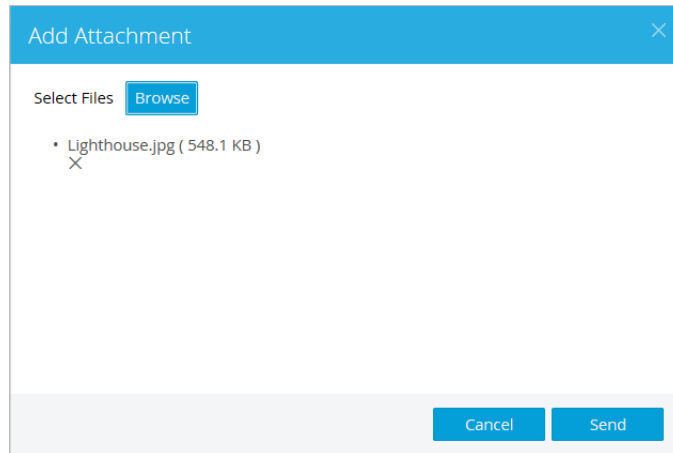 Add Attachment
Select Files Browse
• Lighthouse.jpg ( 548.1 KB )
Cancel Send